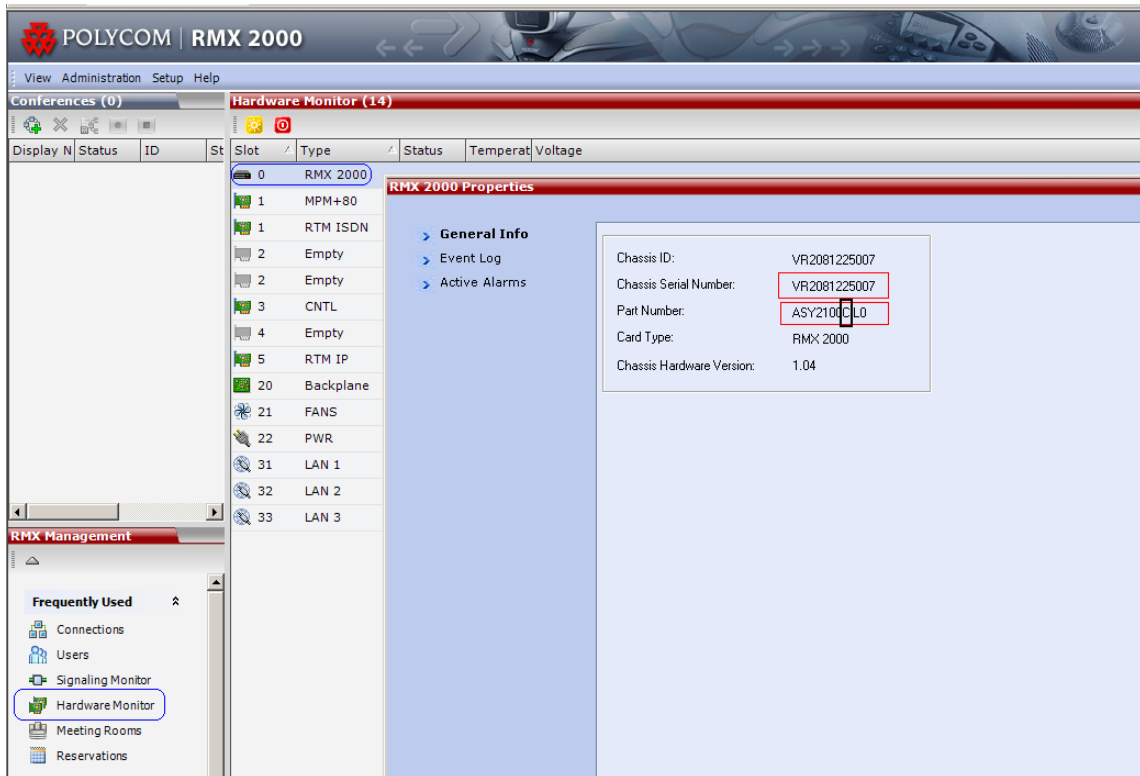 POLYCOM | RMX 2000
View Administration Setup Help
Conferences (0)
Display N Status ID St
RMX Management
Frequently Used
Connections
Users
Signaling Monitor
Hardware Monitor
Meeting Rooms
Reservations
Hardware Monitor (14)
Slot Type Status Temperat Voltage
0 RMX 2000
1 MPM+80
1 RTM ISDN
2 Empty
2 Empty
3 CNTL
4 Empty
5 RTM IP
20 Backplane
21 FANS
22 PWR
31 LAN 1
32 LAN 2
33 LAN 3
RMX 2000 Properties
General Info
Event Log
Active Alarms
Chassis ID: VR2081225007
Chassis Serial Number: VR2081225007
Part Number: ASY2100C L0
Card Type: RMX 2000
Chassis Hardware Version: 1.04